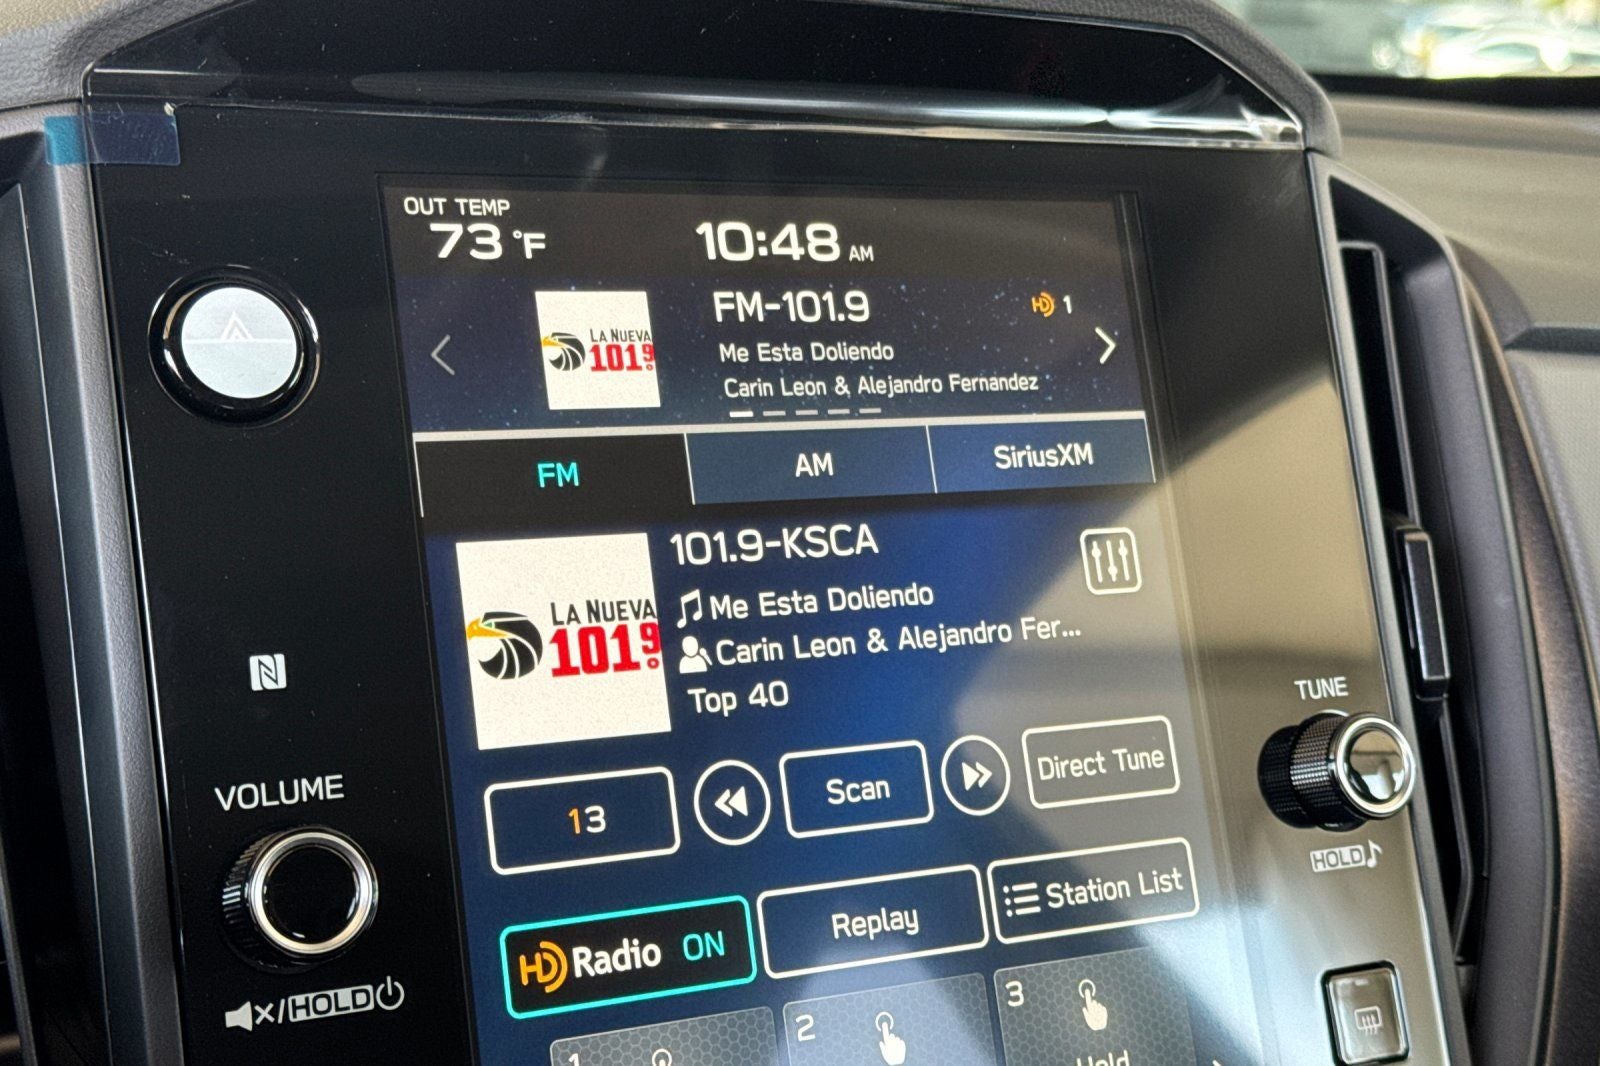 OUT TEMP
73 °F
10:48 AM
FM-101.9
HD 1
LA NUEVA
101.9
Me Esta Doliendo
Carin Leon & Alejandro Fernandez
FM
AM
SiriusXM
101.9-KSCA
LA NUEVA
101.9
Me Esta Doliendo
Carin Leon & Alejandro Fer...
Top 40
TUNE
HOLD
VOLUME
13
Scan
Direct Tune
HD Radio ON
Replay
Station List
/HOLD
1
2
3
Hold